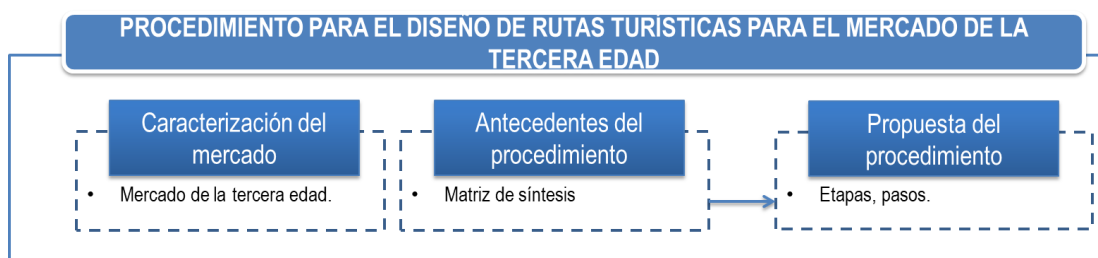 PROCEDIMIENTO PARA EL DISEÑO DE RUTAS TURÍSTICAS PARA EL MERCADO DE LA
TERCERA EDAD
Caracterización del
mercado
• Mercado de la tercera edad.
Antecedentes del
procedimiento
• Matriz de síntesis
Propuesta del
procedimiento
• Etapas, pasos.